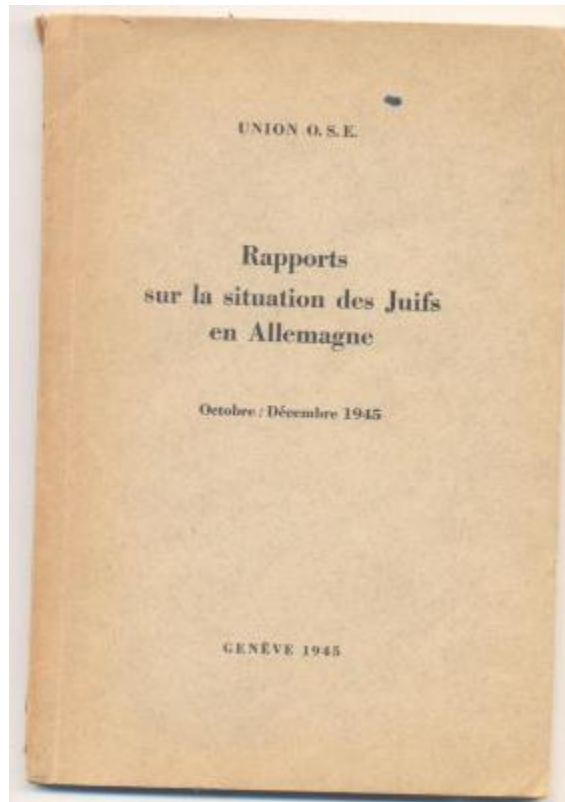 UNION O. S. E.
Rapports
sur la situation des Juifs
en Allemagne
Octobre / Décembre 1945
GENÈVE 1945